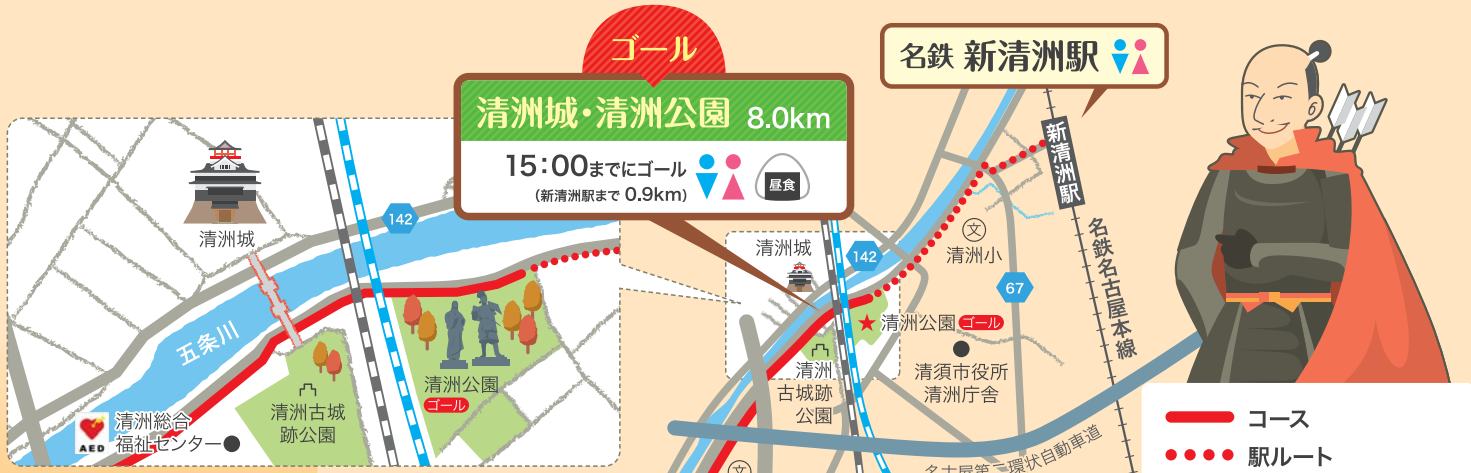 ゴール
清洲城・清洲公園 8.0km
15：00までにゴール
（新清洲駅まで 0.9km）
昼食
名鉄 新清洲駅
清洲城
142
五条川
清洲公園
ゴール
清洲古城
跡公園
清洲総合
福祉センター
AED
新清洲駅
名鉄名古屋本線
文
清洲小
清洲城
142
67
清洲公園 ゴール
清洲
古城跡
公園
清須市役所
清洲庁舎
名古屋第二環状自動車道
文
コース
駅ルート